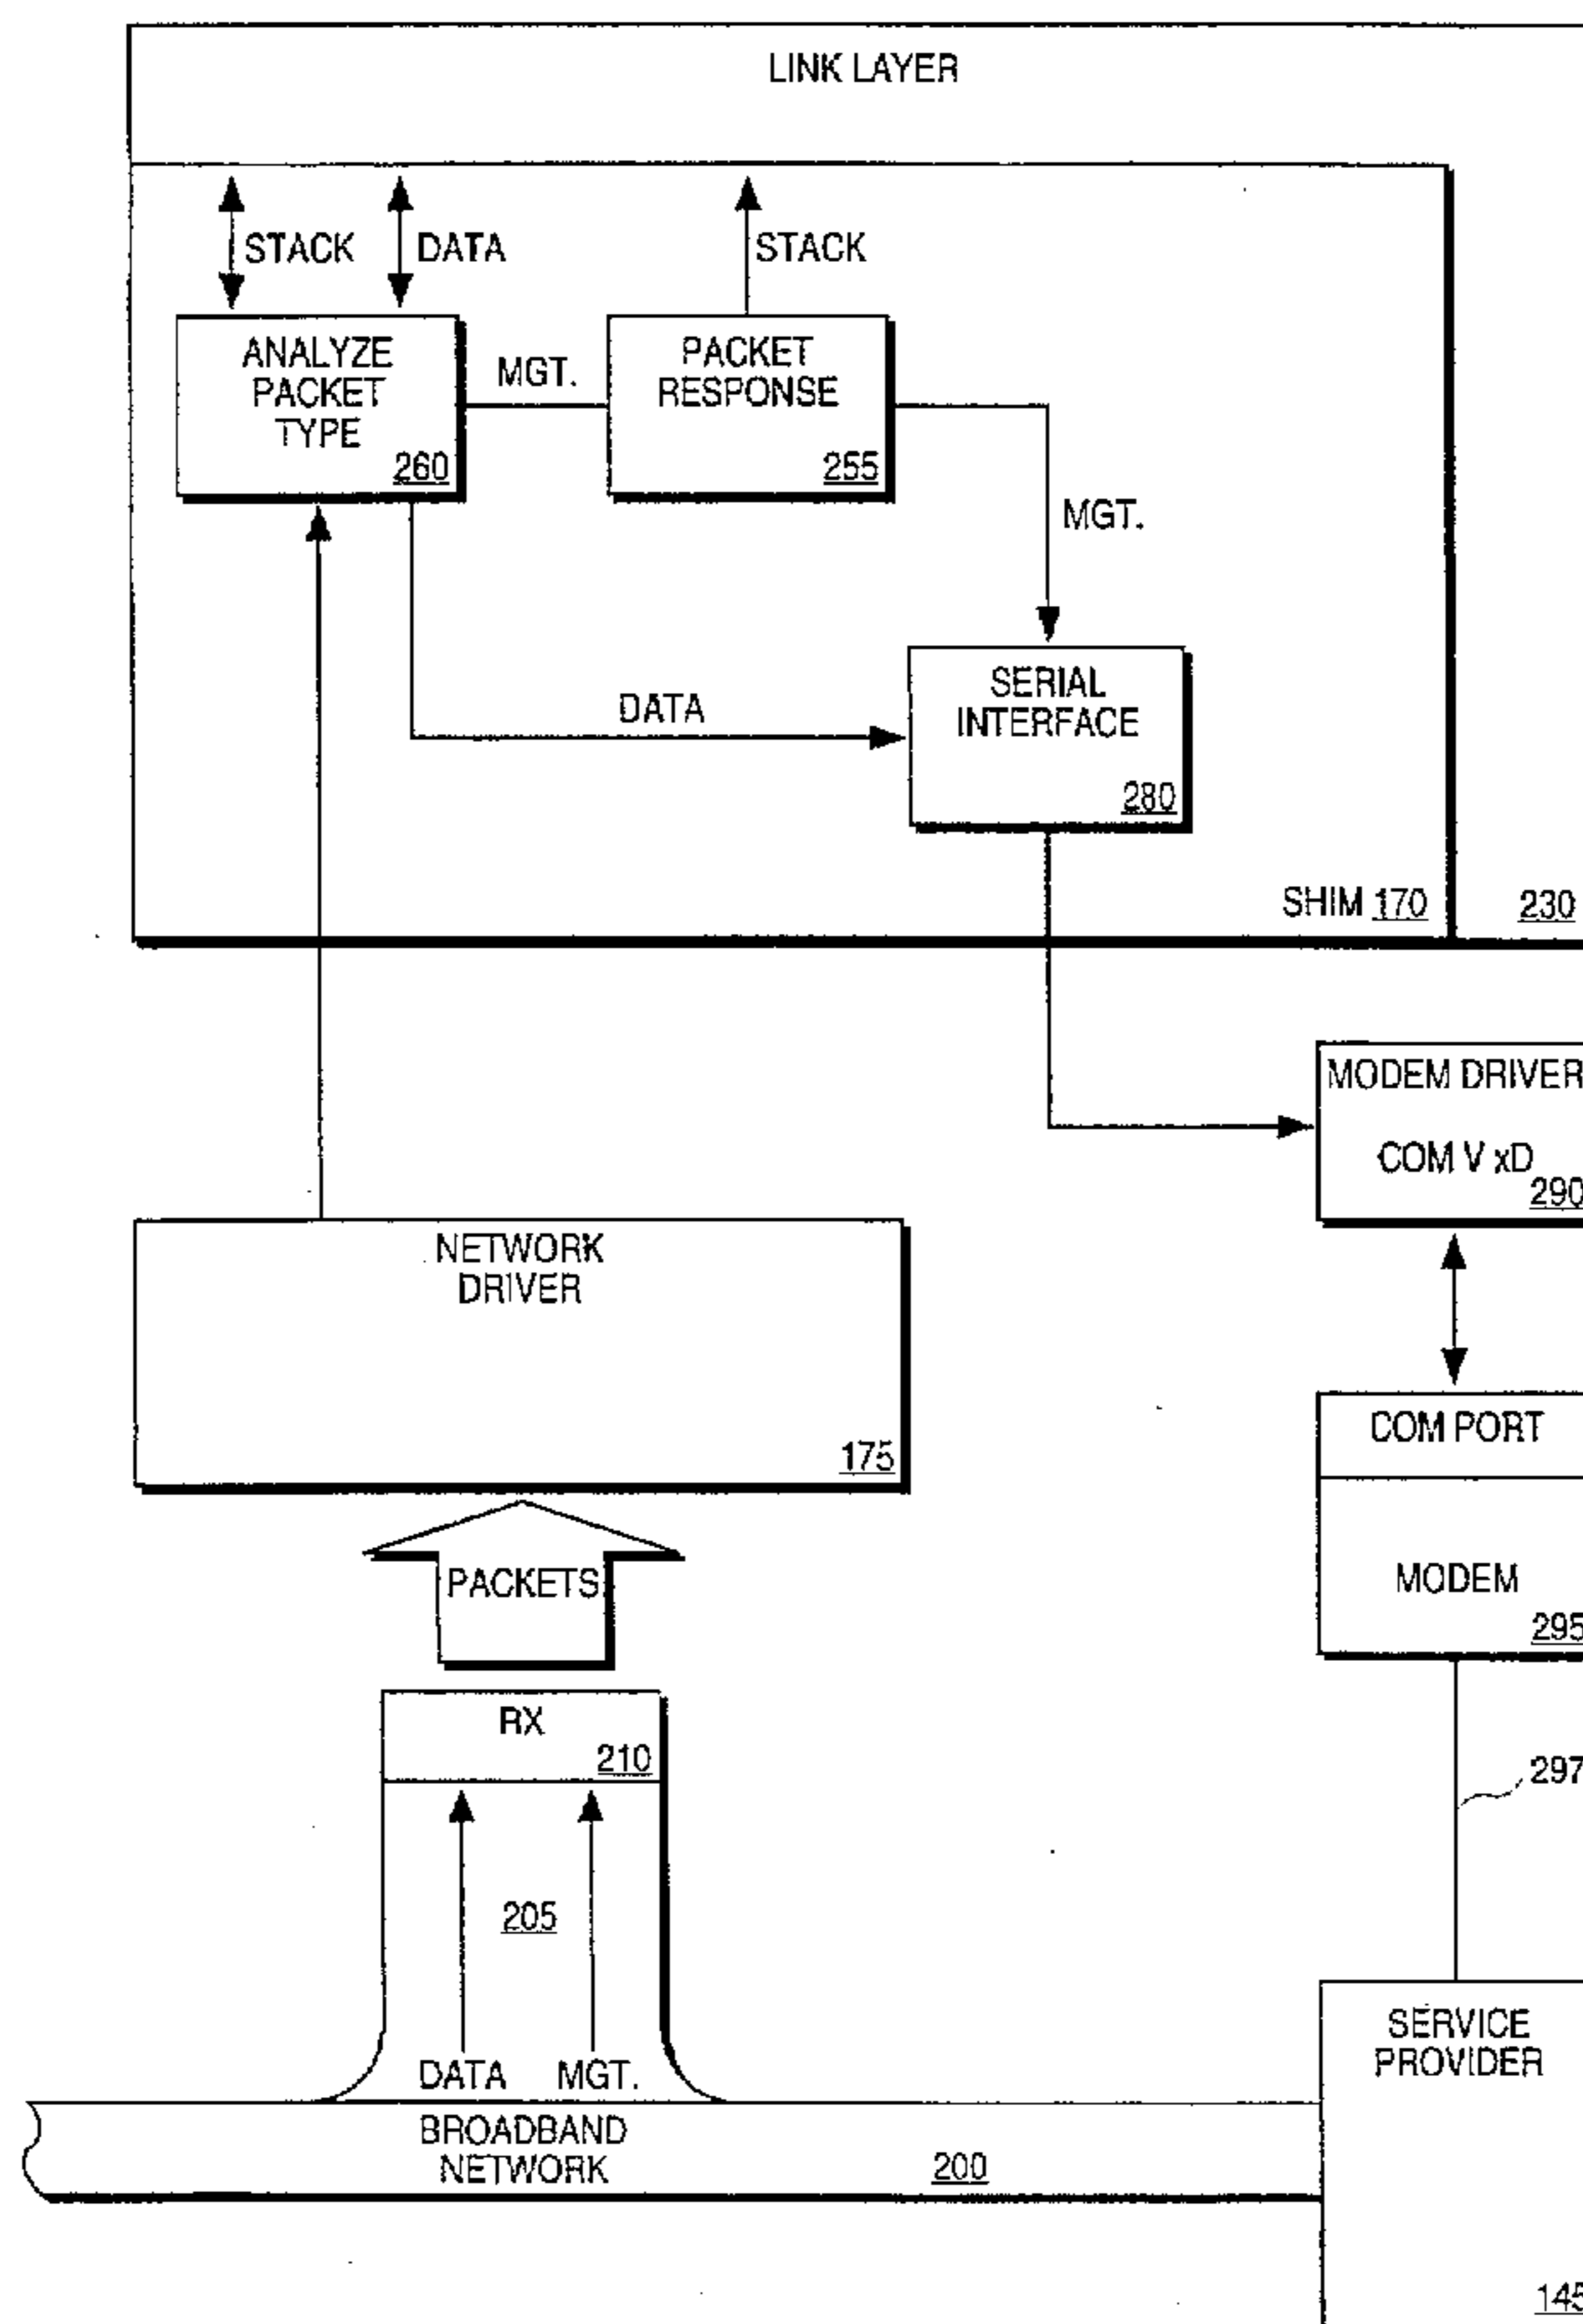 LINK LAYER
STACK
DATA
STACK
ANALYZE
PACKET
TYPE
260
MGT.
PACKET
RESPONSE
255
MGT.
DATA
SERIAL
INTERFACE
280
SHIM 170
230
MODEM DRIVER
COM V xD
290
NETWORK
DRIVER
175
COM PORT
MODEM
295
PACKETS
RX
210
297
205
DATA
MGT.
SERVICE
PROVIDER
BROADBAND
NETWORK
200
145